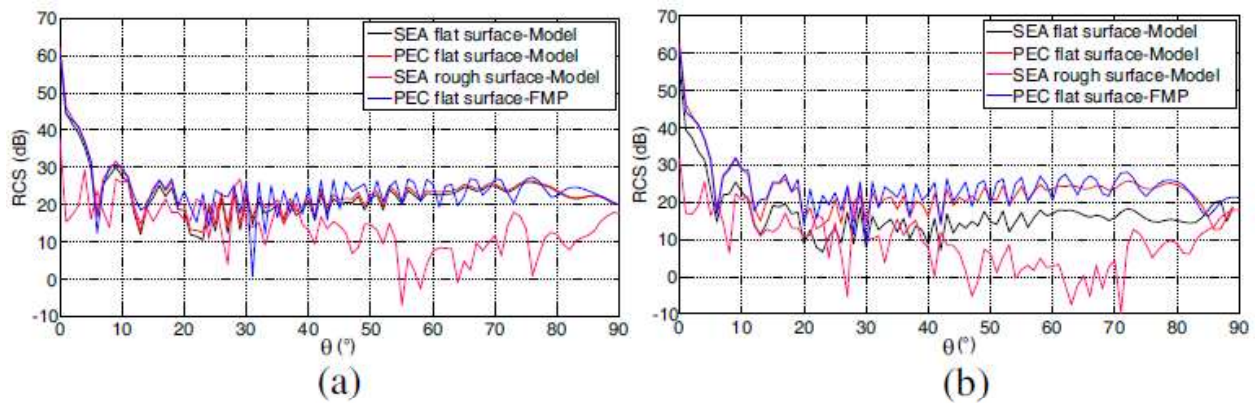 70
60
50
40
30
20
10
0
-10
RCS (dB)
SEA flat surface-Model
PEC flat surface-Model
SEA rough surface-Model
PEC flat surface-FMP
0 10 20 30 40 50 60 70 80 90
θ (°)
(a)
70
60
50
40
30
20
10
0
-10
RCS (dB)
SEA flat surface-Model
PEC flat surface-Model
SEA rough surface-Model
PEC flat surface-FMP
0 10 20 30 40 50 60 70 80 90
θ (°)
(b)